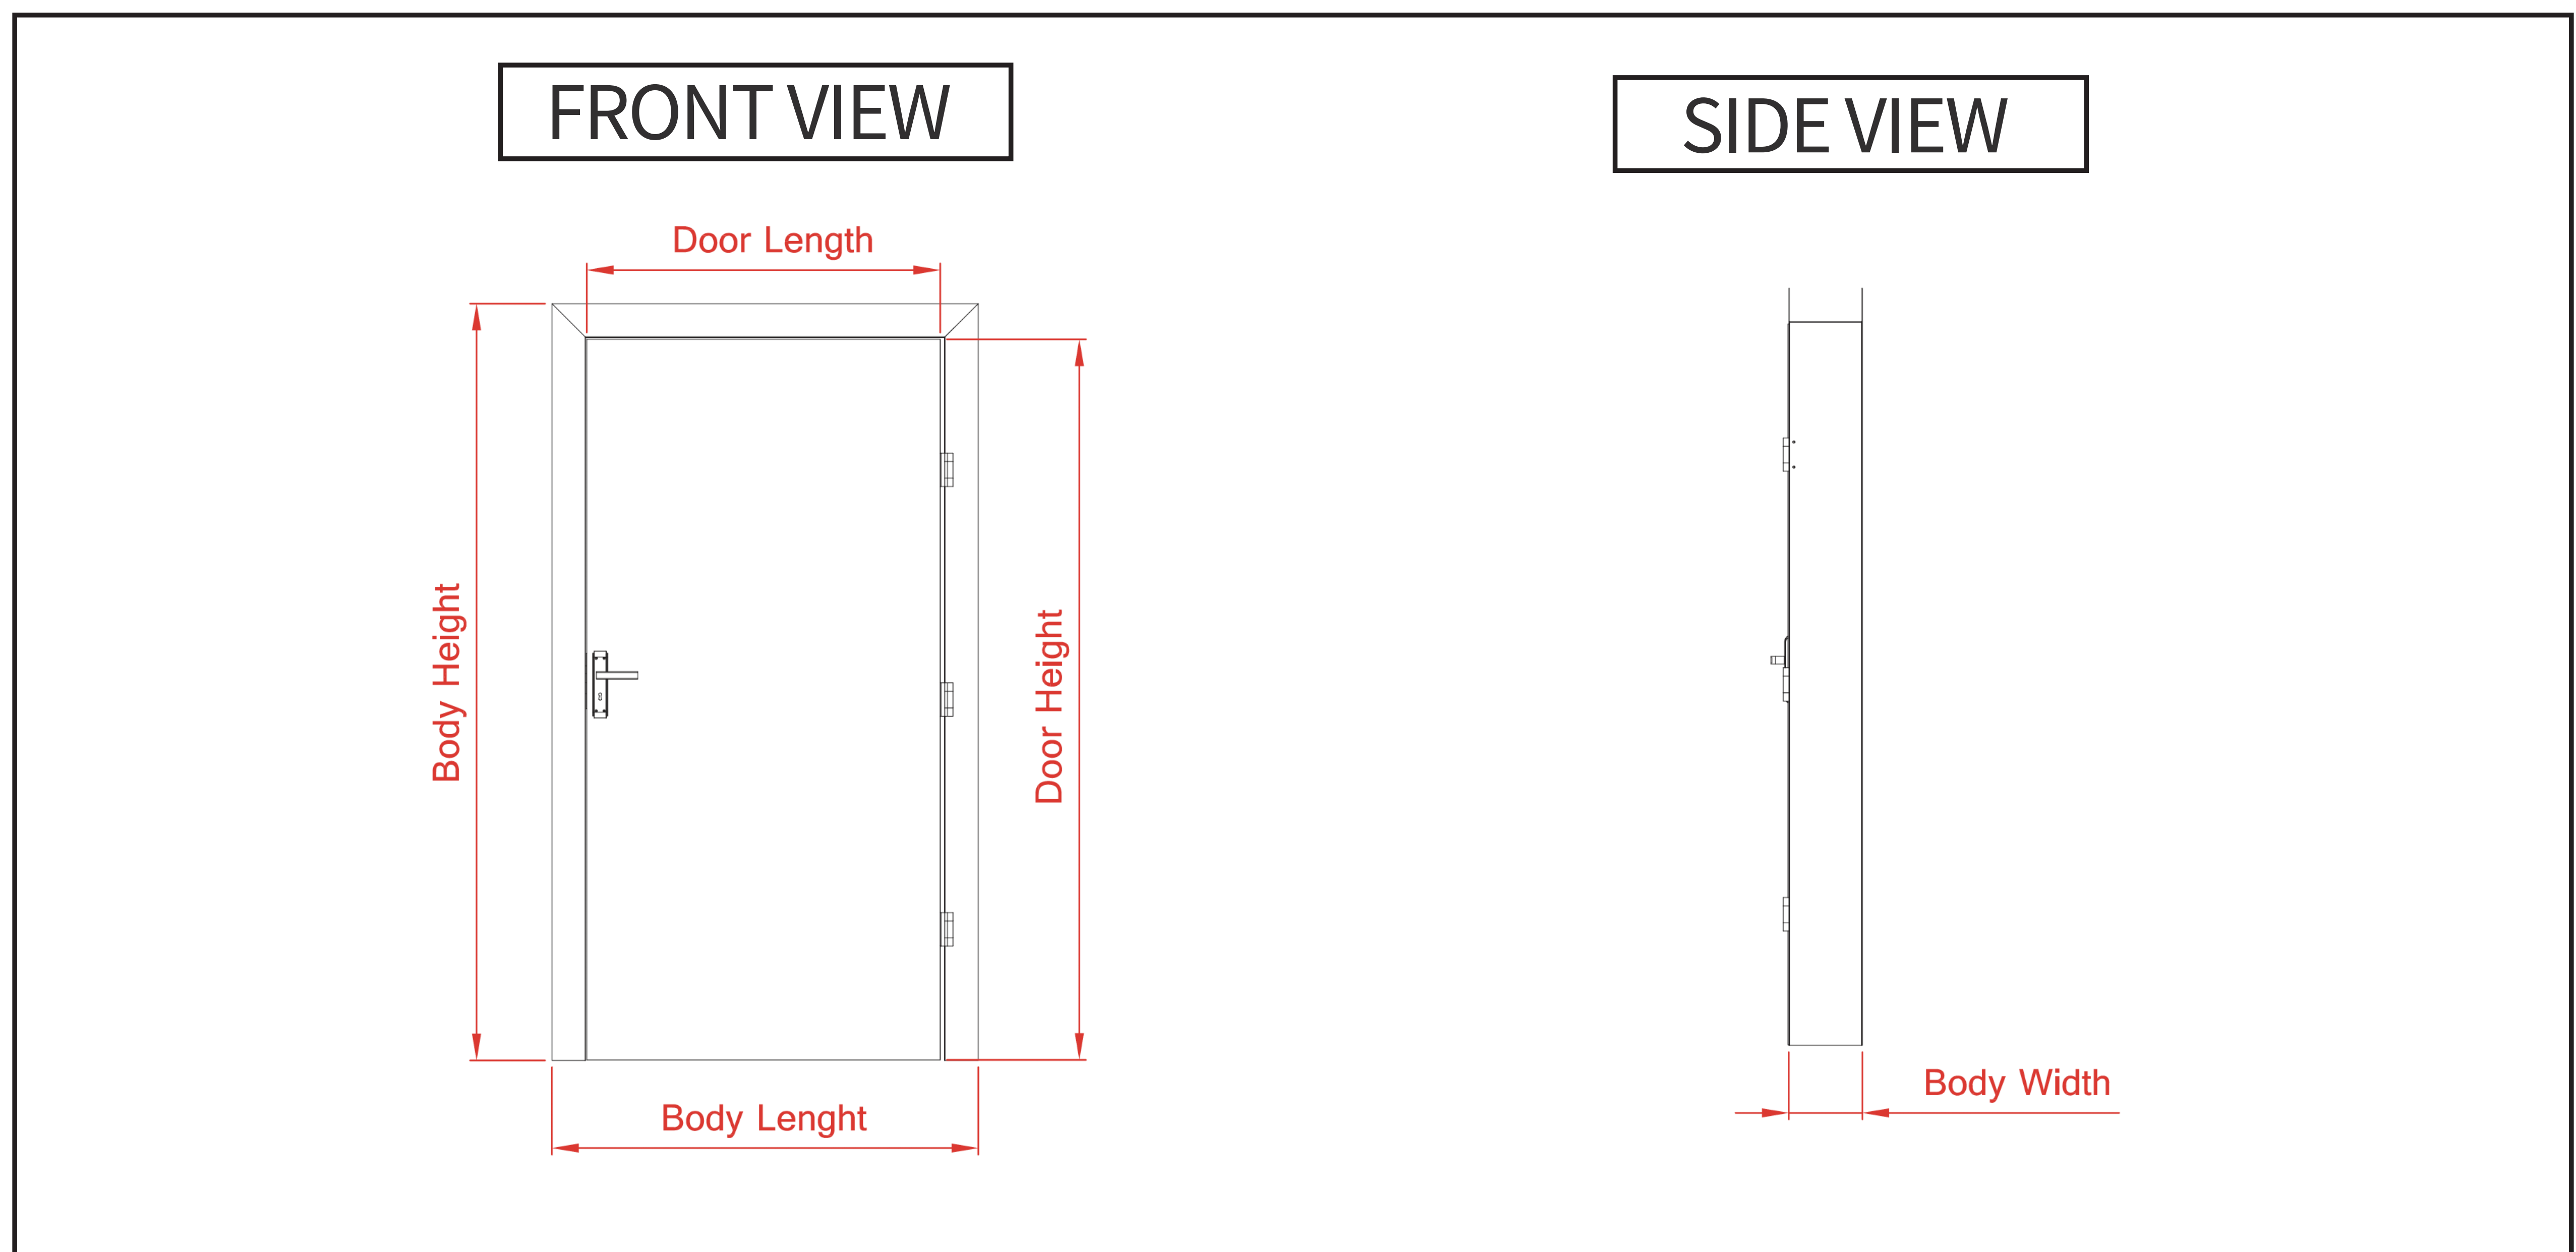 FRONT VIEW
SIDE VIEW
Door Length
Body Height
Door Height
Body Lenght
Body Width